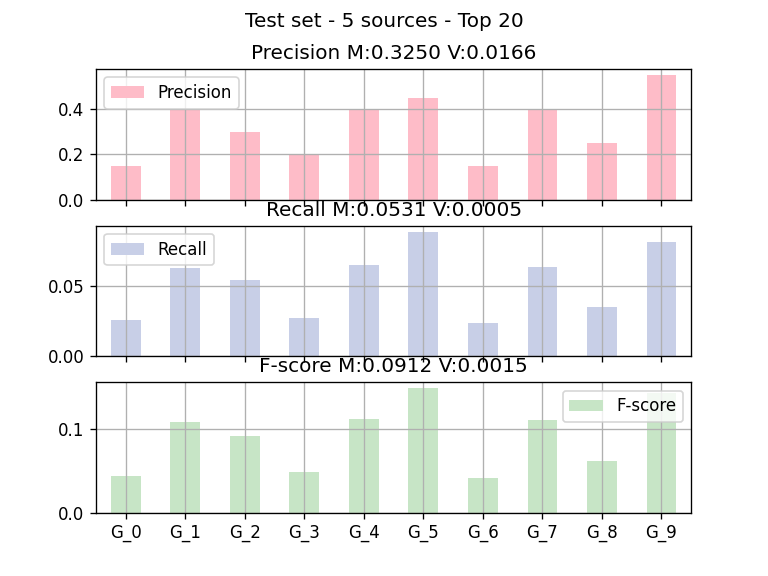 Test set - 5 sources - Top 20
Precision M:0.3250 V:0.0166
Precision
0.4
0.2
0.0
Recall M:0.0531 V:0.0005
Recall
0.05
0.00
F-score M:0.0912 V:0.0015
F-score
0.1
0.0
G_0 G_1 G_2 G_3 G_4 G_5 G_6 G_7 G_8 G_9